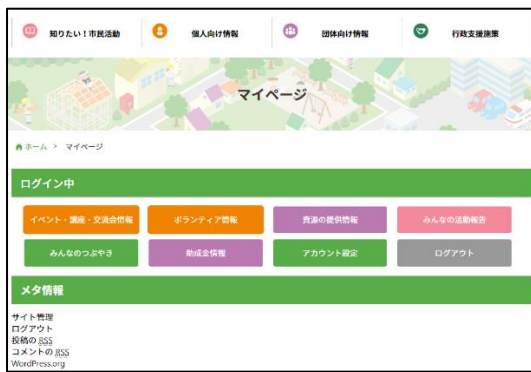 知りたい！市民活動 個人向け情報 団体向け情報 行政支援施策
マイページ
ホーム > マイページ
ログイン中
イベント・講座・交流会情報 ボランティア情報 資源の提供情報 みんなの活動報告
みんなのつぶやき 助成金情報 アカウント設定 ログアウト
メタ情報
サイト管理
ログアウト
投稿の RSS
コメントの RSS
WordPress.org